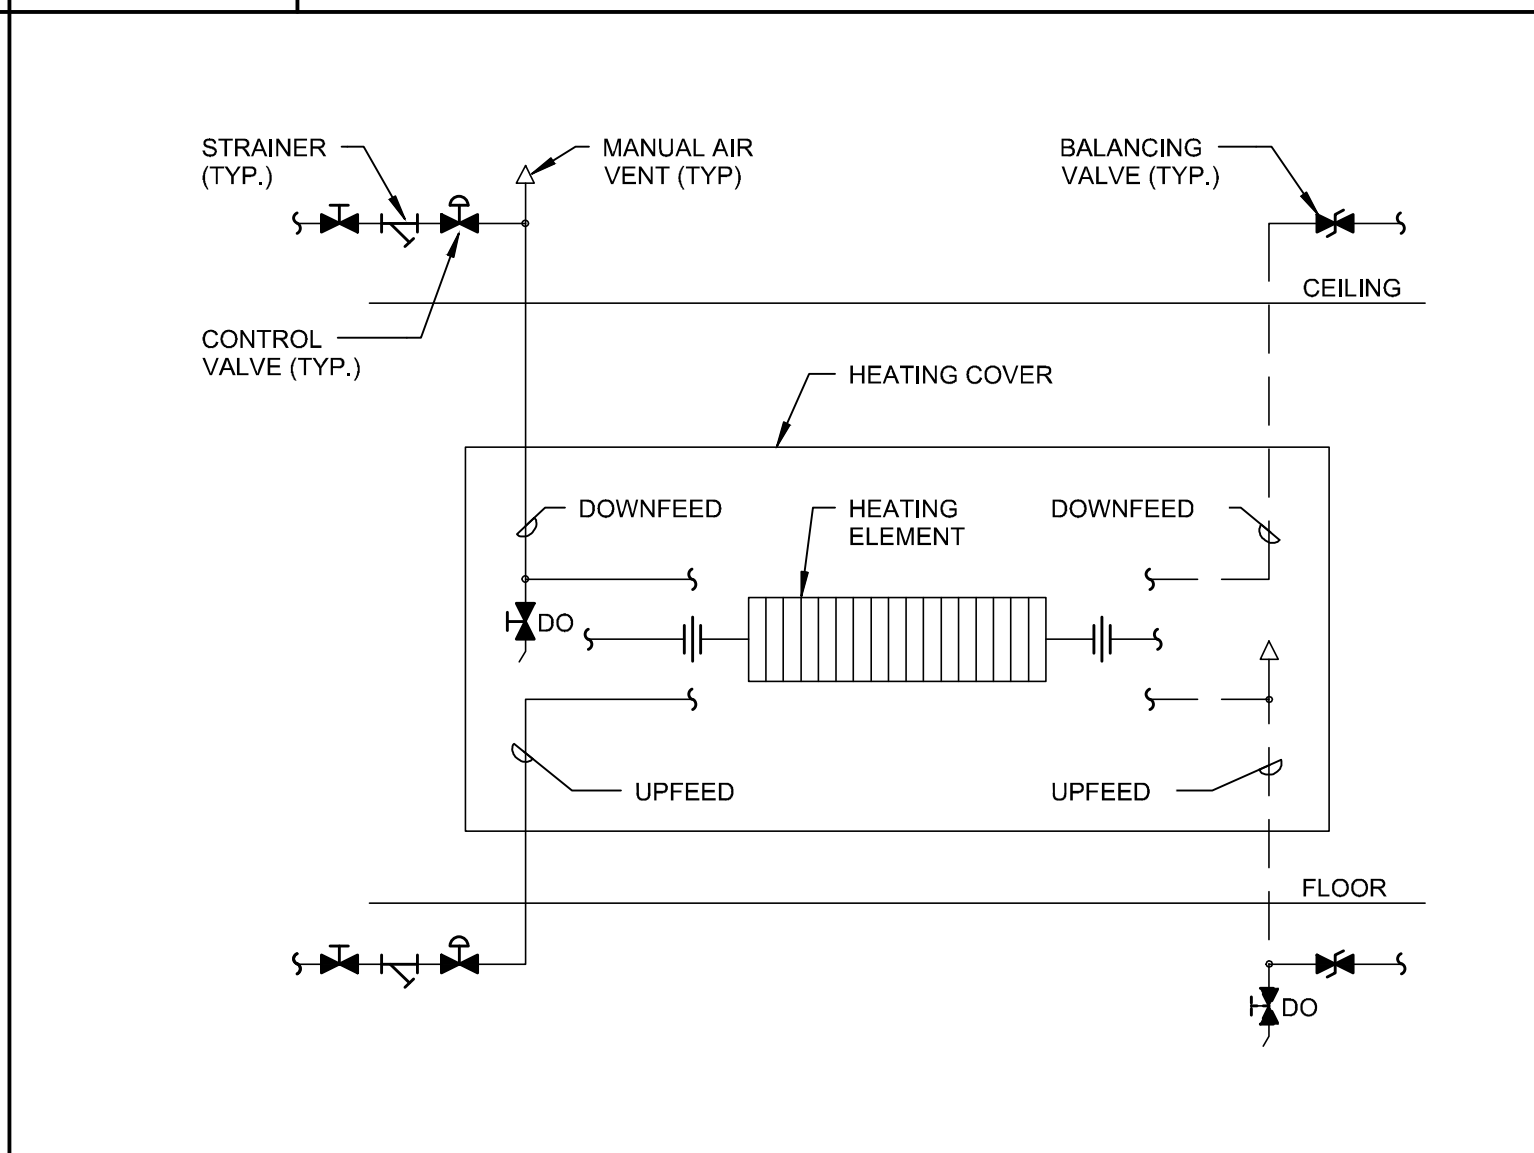 STRAINER
(TYP.)
MANUAL AIR
VENT (TYP)
BALANCING
VALVE (TYP.)
CEILING
CONTROL
VALVE (TYP.)
HEATING COVER
DOWNFEED
HEATING
ELEMENT
DOWNFEED
DO
UPFEED
UPFEED
FLOOR
DO